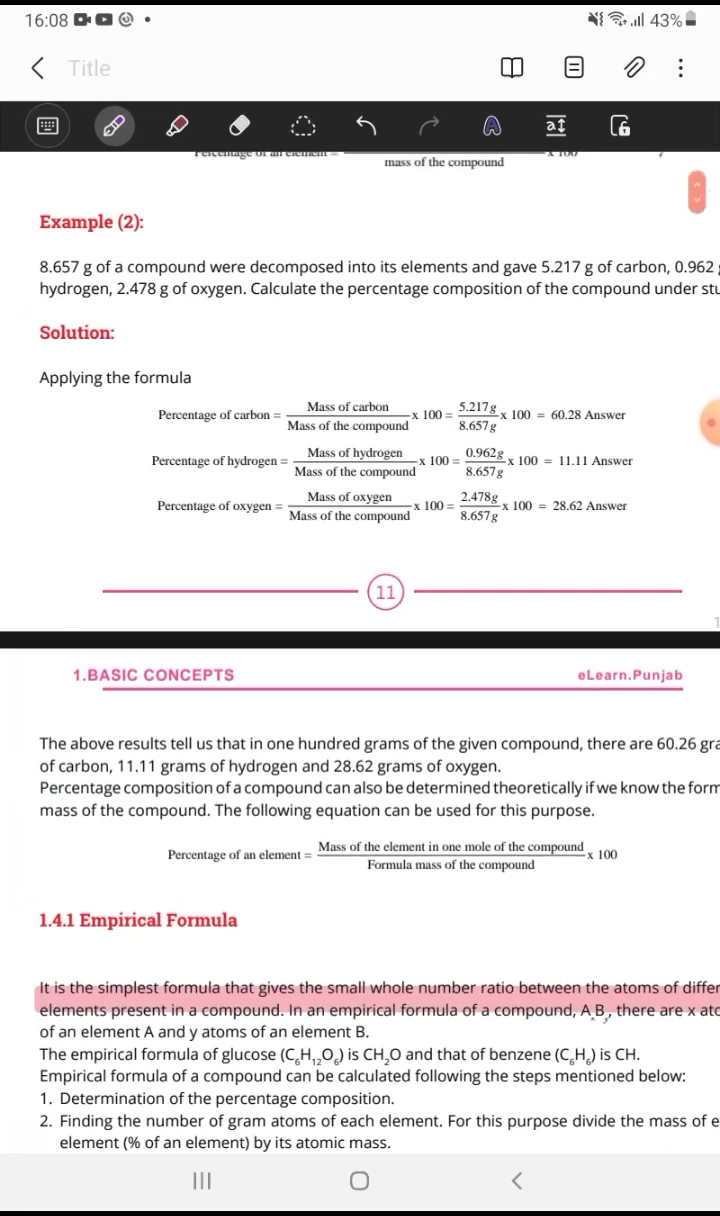 16:08 43%
Title
mass of the compound
Example (2):
8.657 g of a compound were decomposed into its elements and gave 5.217 g of carbon, 0.962
hydrogen, 2.478 g of oxygen. Calculate the percentage composition of the compound under
Solution:
Applying the formula
Percentage of carbon = Mass of carbon / Mass of the compound x 100 = 5.217g / 8.657g x 100 = 60.28 Answer
Percentage of hydrogen = Mass of hydrogen / Mass of the compound x 100 = 0.962g / 8.657g x 100 = 11.11 Answer
Percentage of oxygen = Mass of oxygen / Mass of the compound x 100 = 2.478g / 8.657g x 100 = 28.62 Answer
11
1.BASIC CONCEPTS eLearn.Punjab
The above results tell us that in one hundred grams of the given compound, there are 60.26
of carbon, 11.11 grams of hydrogen and 28.62 grams of oxygen.
Percentage composition of a compound can also be determined theoretically if we know the form
mass of the compound. The following equation can be used for this purpose.
Percentage of an element = Mass of the element in one mole of the compound / Formula mass of the compound x 100
1.4.1 Empirical Formula
It is the simplest formula that gives the small whole number ratio between the atoms of differ
elements present in a compound. In an empirical formula of a compound, AₓBᵧ, there are x
of an element A and y atoms of an element B.
The empirical formula of glucose (C₆H₁₂O₆) is CH₂O and that of benzene (C₆H₆) is CH.
Empirical formula of a compound can be calculated following the steps mentioned below:
1. Determination of the percentage composition.
2. Finding the number of gram atoms of each element. For this purpose divide the mass of e
element (% of an element) by its atomic mass.